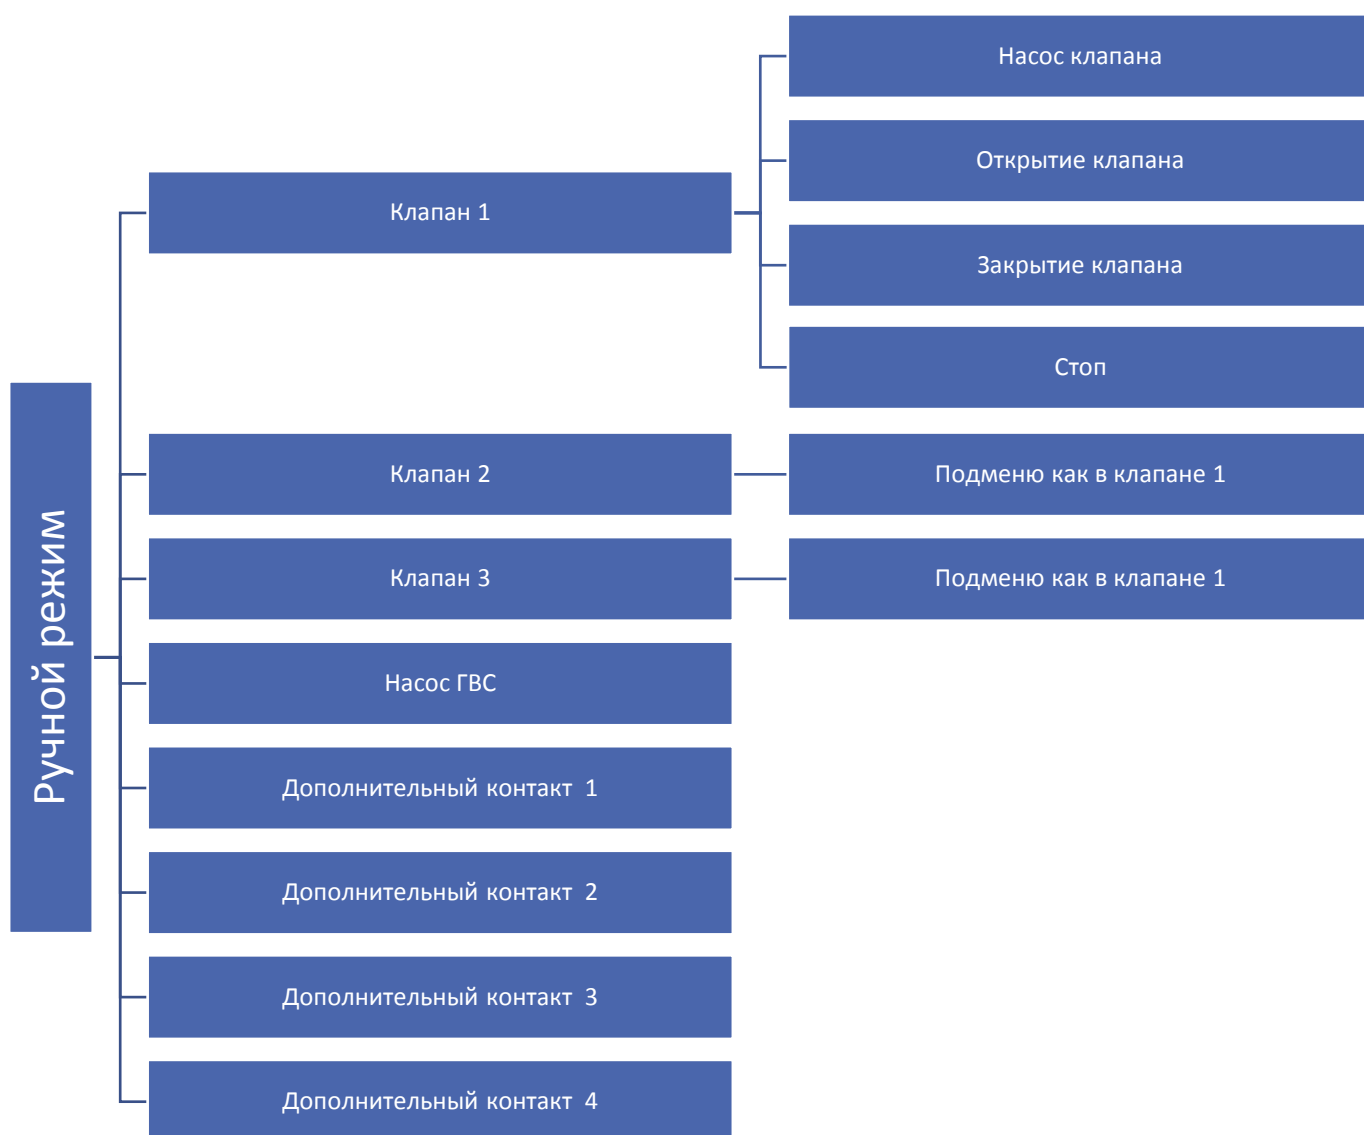 Ручной режим
Клапан 1
Насос клапана
Открытие клапана
Закрытие клапана
Стоп
Клапан 2
Подменю как в клапане 1
Клапан 3
Подменю как в клапане 1
Насос ГВС
Дополнительный контакт 1
Дополнительный контакт 2
Дополнительный контакт 3
Дополнительный контакт 4